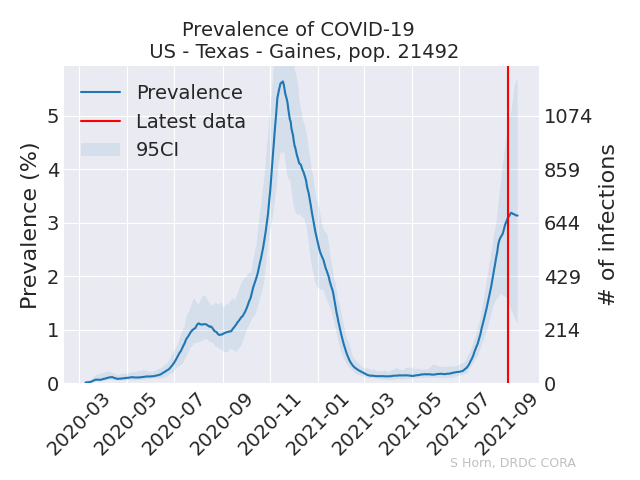 Prevalence of COVID-19
US - Texas - Gaines, pop. 21492
Prevalence
Latest data
95CI
Prevalence (%)
5
4
3
2
1
0
1074
859
644
429
214
0
# of infections
2020-03
2020-05
2020-07
2020-09
2020-11
2021-01
2021-03
2021-05
2021-07
2021-09
S Horn, DRDC CORA